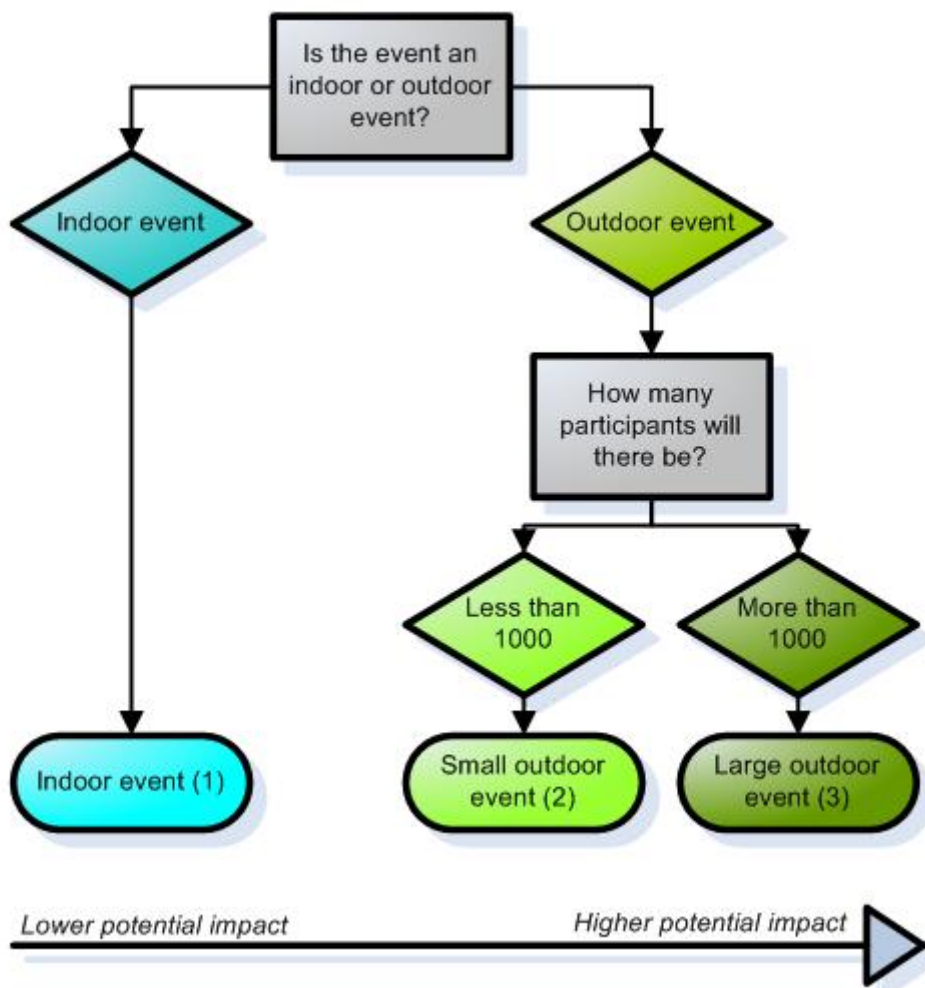 Is the event an
indoor or outdoor
event?
Indoor event
Outdoor event
How many
participants will
there be?
Less than
1000
More than
1000
Indoor event (1)
Small outdoor
event (2)
Large outdoor
event (3)
Lower potential impact
Higher potential impact